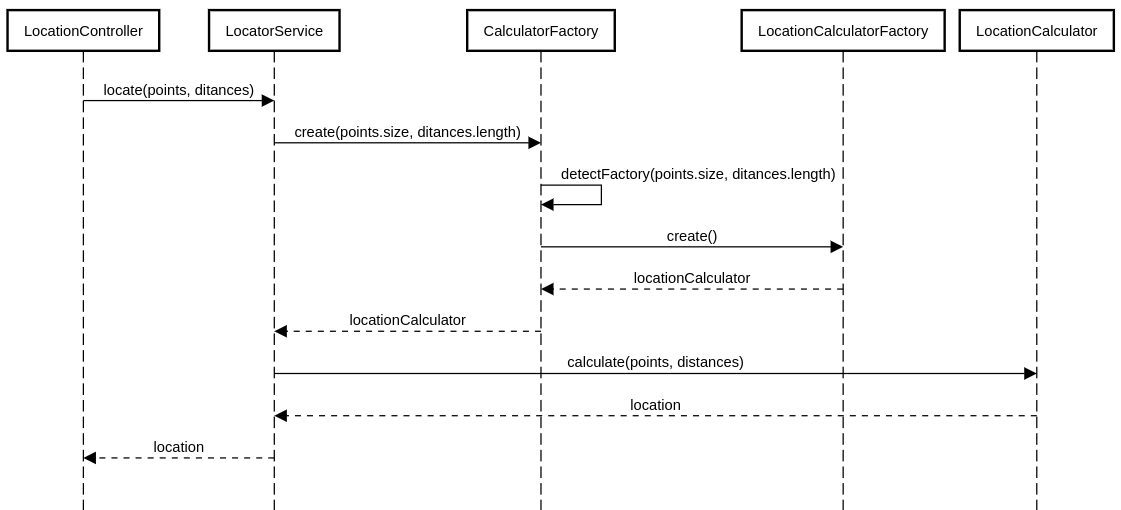 LocationController
LocatorService
CalculatorFactory
LocationCalculatorFactory
LocationCalculator
locate(points, ditances)
create(points.size, ditances.length)
detectFactory(points.size, ditances.length)
create()
locationCalculator
locationCalculator
calculate(points, distances)
location
location